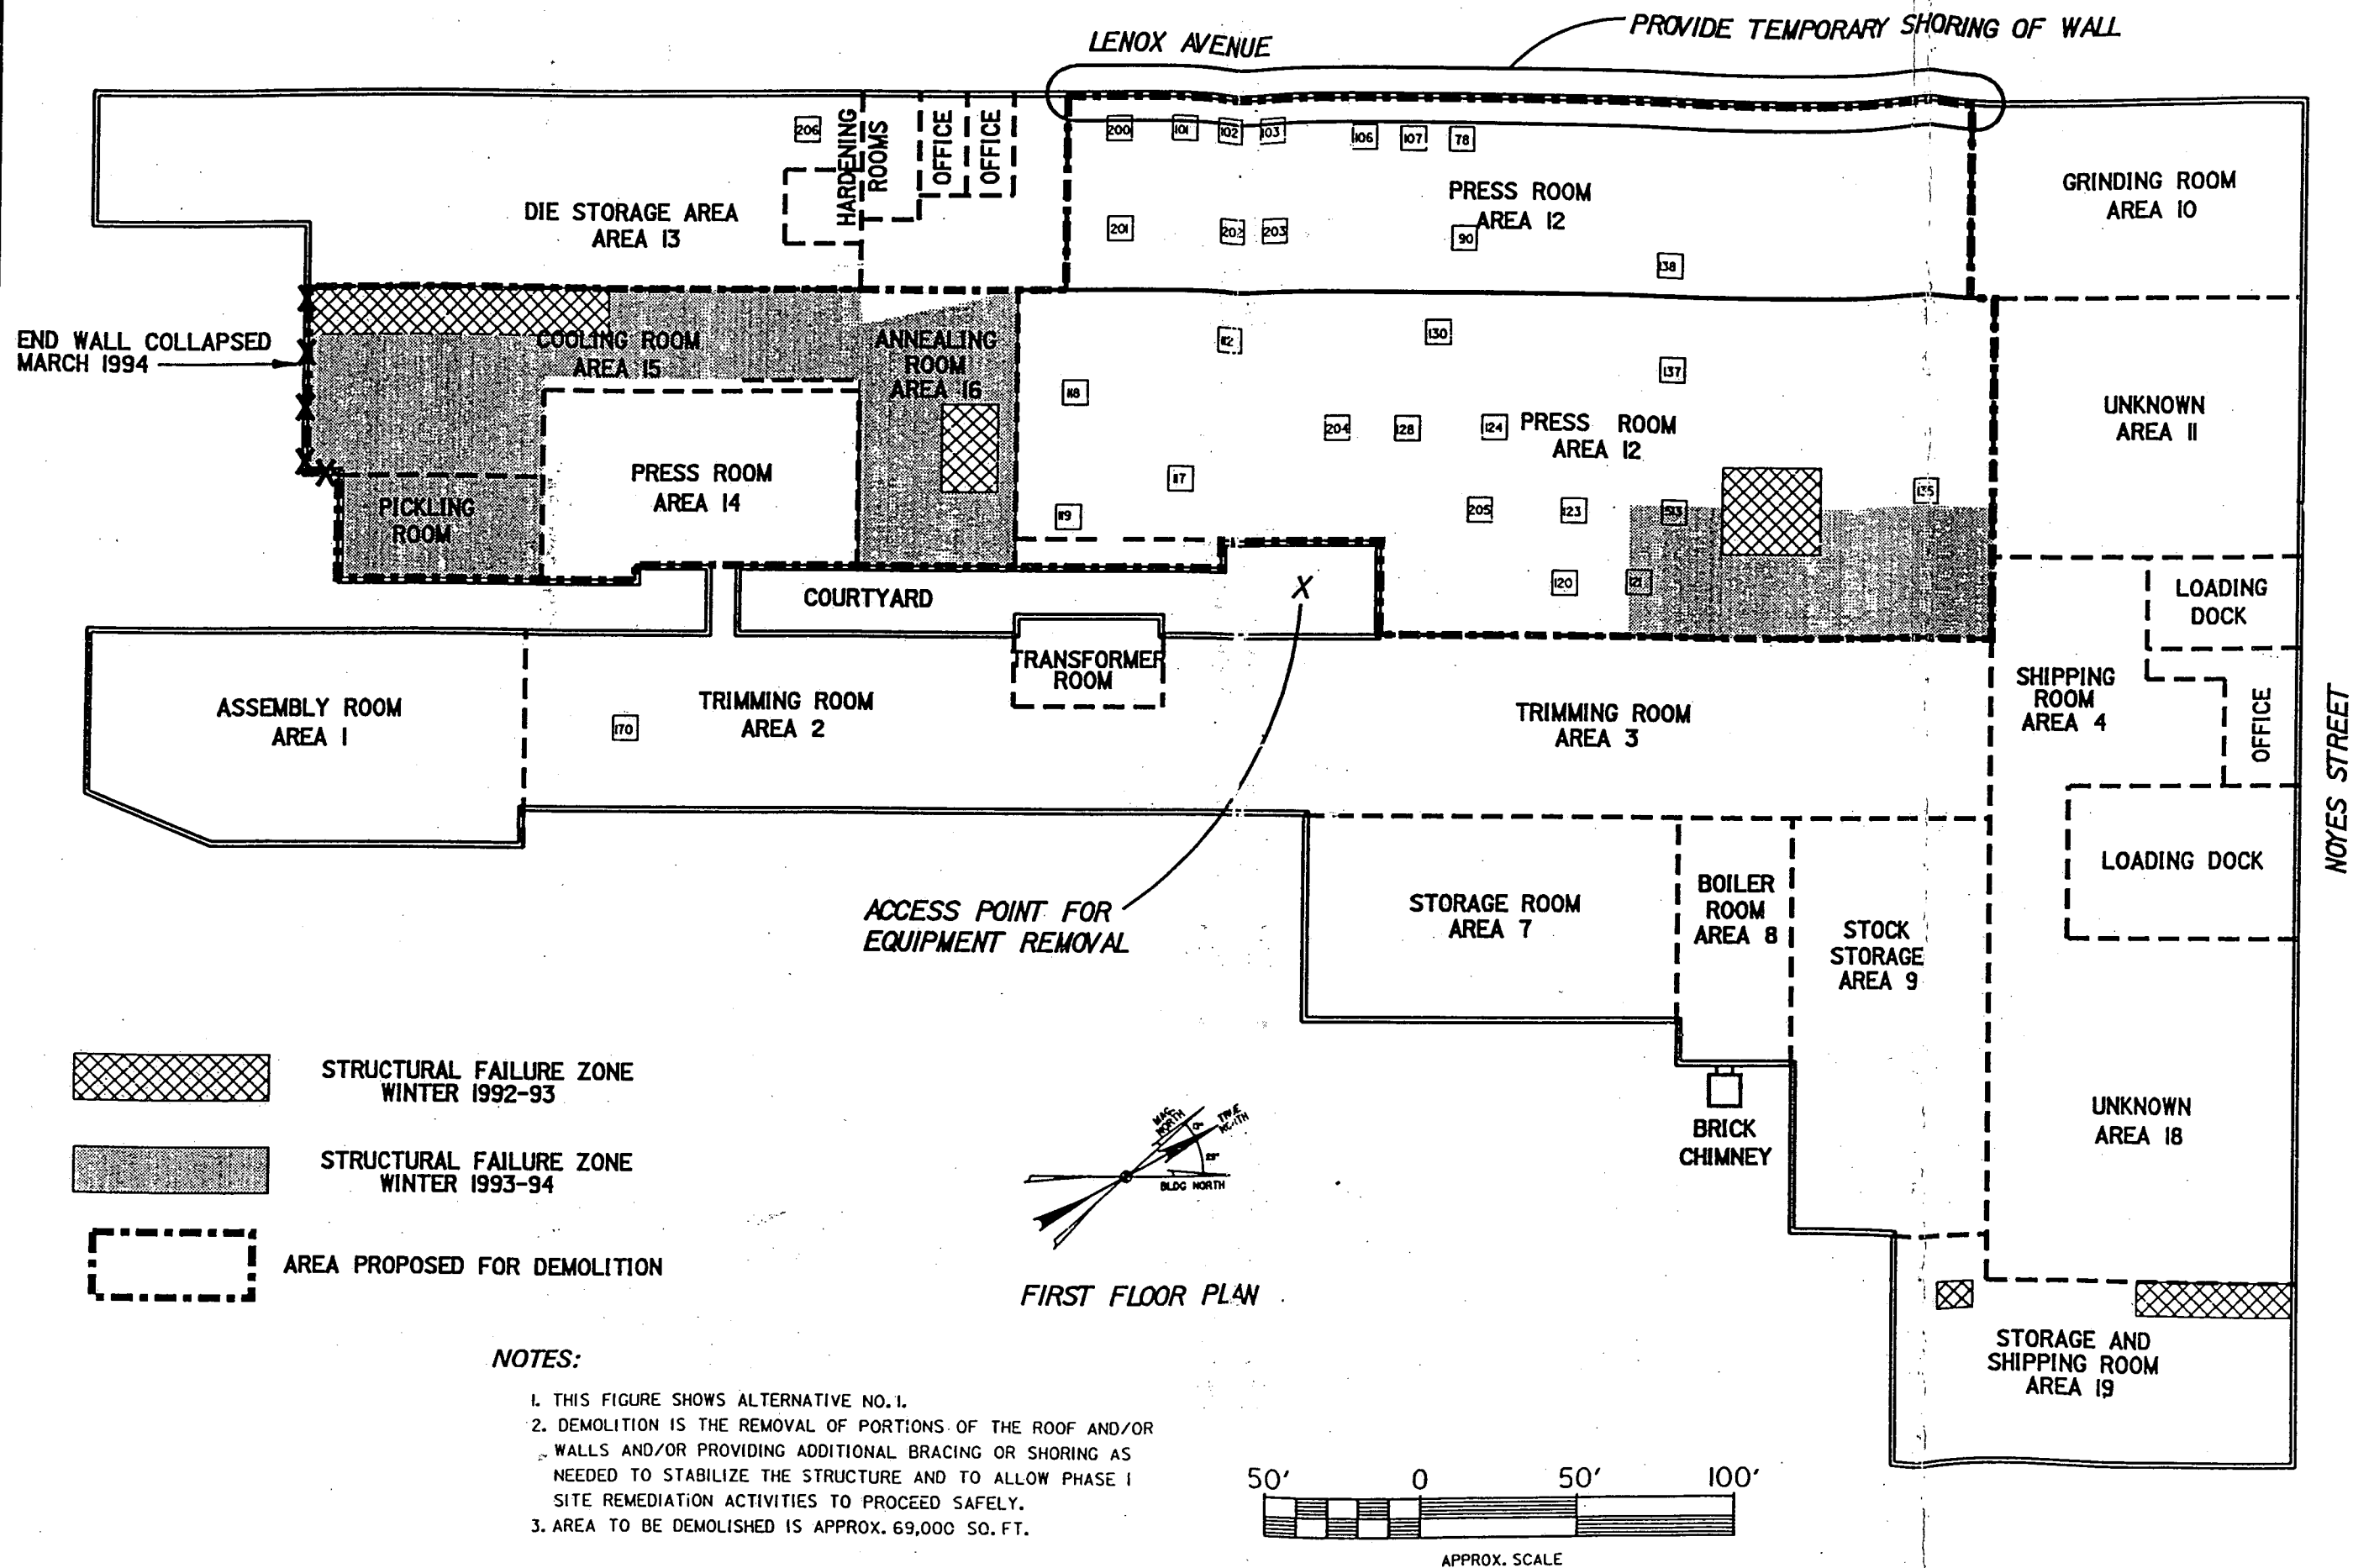 PROVIDE TEMPORARY SHORING OF WALL
LENOX AVENUE
206
HARDENING
ROOMS
OFFICE
OFFICE
200
101
102
103
106
107
78
PRESS ROOM
AREA 12
GRINDING ROOM
AREA 10
DIE STORAGE AREA
AREA 13
201
202
203
90
138
END WALL COLLAPSED
MARCH 1994
COOLING ROOM
AREA 15
ANNEALING
ROOM
AREA 16
112
130
137
118
204
128
124
PRESS ROOM
AREA 12
UNKNOWN
AREA 11
PRESS ROOM
AREA 14
117
135
PICKLING
ROOM
119
205
123
513
120
121
COURTYARD
X
LOADING
DOCK
TRANSFORMER
ROOM
SHIPPING
ROOM
AREA 4
OFFICE
NOYES STREET
ASSEMBLY ROOM
AREA 1
170
TRIMMING ROOM
AREA 2
TRIMMING ROOM
AREA 3
LOADING DOCK
ACCESS POINT FOR
EQUIPMENT REMOVAL
STORAGE ROOM
AREA 7
BOILER
ROOM
AREA 8
STOCK
STORAGE
AREA 9
STRUCTURAL FAILURE ZONE
WINTER 1992-93
BRICK
CHIMNEY
UNKNOWN
AREA 18
STRUCTURAL FAILURE ZONE
WINTER 1993-94
MAG.
NORTH
TRUE
NORTH
BLDG NORTH
AREA PROPOSED FOR DEMOLITION
FIRST FLOOR PLAN
STORAGE AND
SHIPPING ROOM
AREA 19
NOTES:
1. THIS FIGURE SHOWS ALTERNATIVE NO. 1.
2. DEMOLITION IS THE REMOVAL OF PORTIONS OF THE ROOF AND/OR
WALLS AND/OR PROVIDING ADDITIONAL BRACING OR SHORING AS
NEEDED TO STABILIZE THE STRUCTURE AND TO ALLOW PHASE I
SITE REMEDIATION ACTIVITIES TO PROCEED SAFELY.
3. AREA TO BE DEMOLISHED IS APPROX. 69,000 SQ. FT.
50' 0 50' 100'
APPROX. SCALE